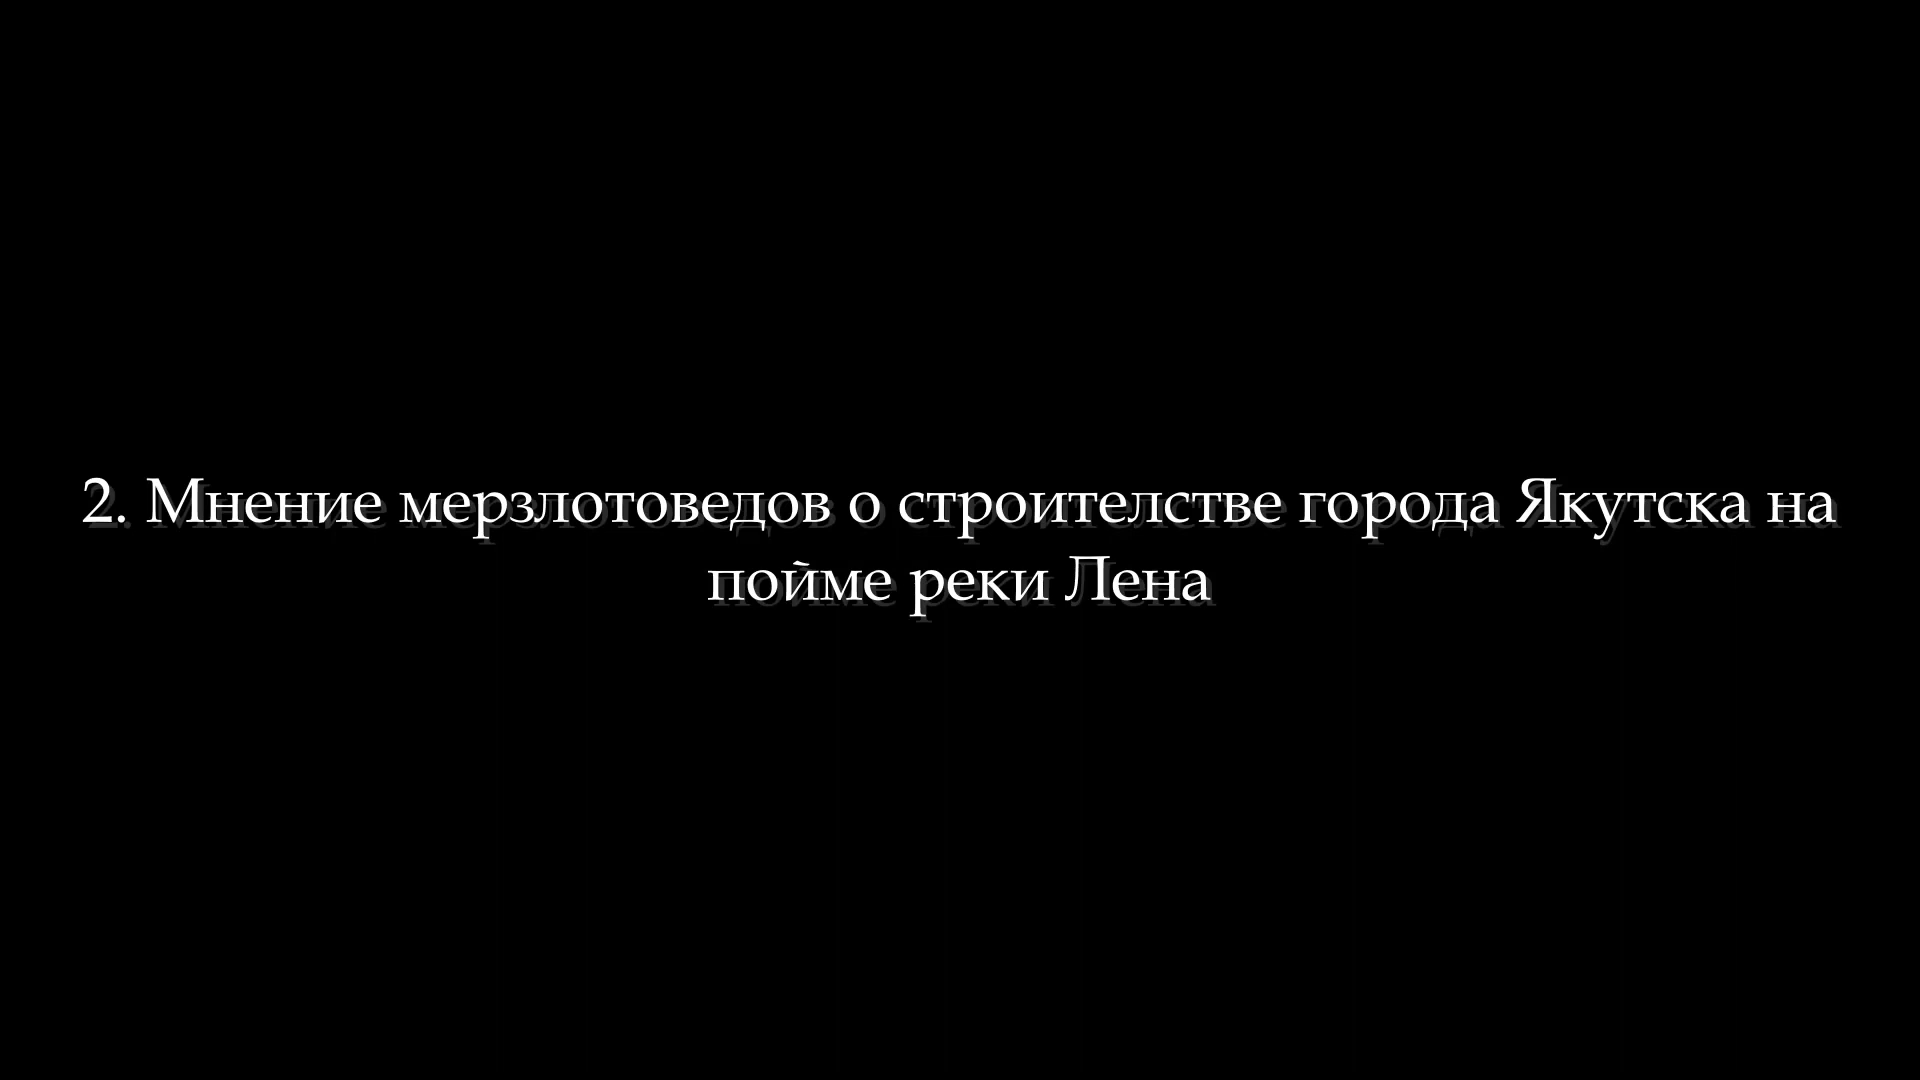 2. Мнение мерзлотоведов о строителстве города Якутска на
пойме реки Лена